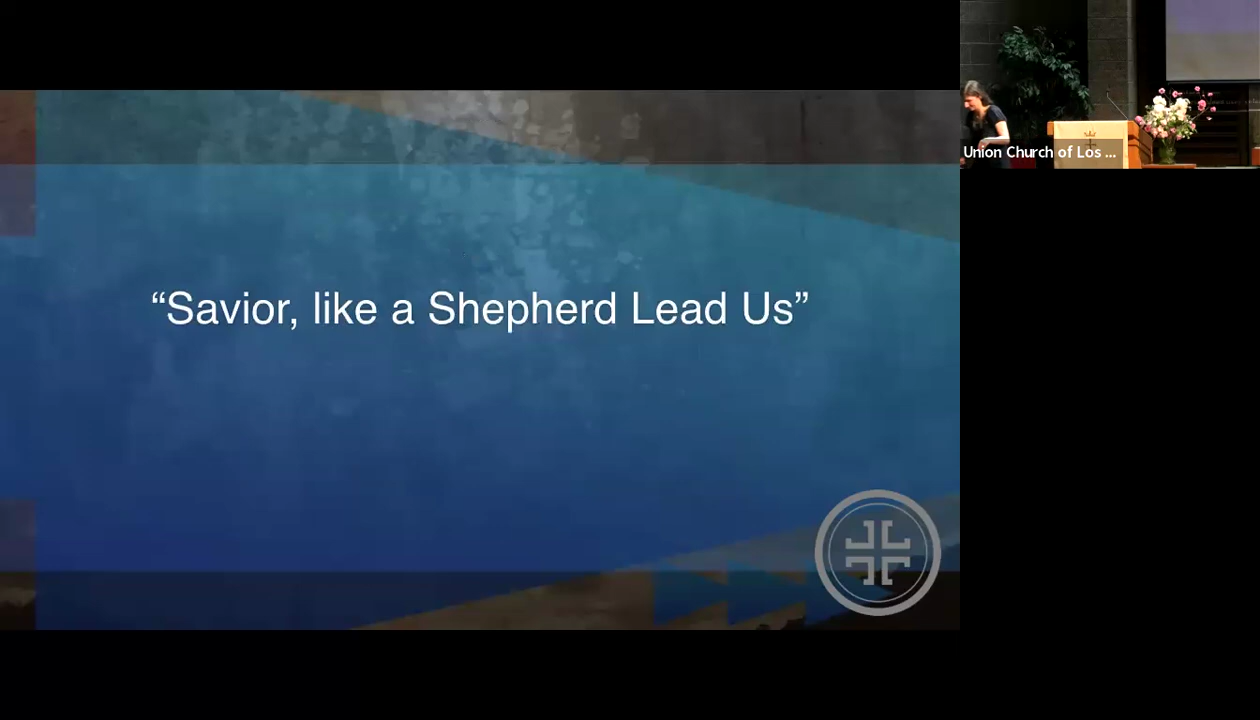 “Savior, like a Shepherd Lead Us”
Union Church of Los ...